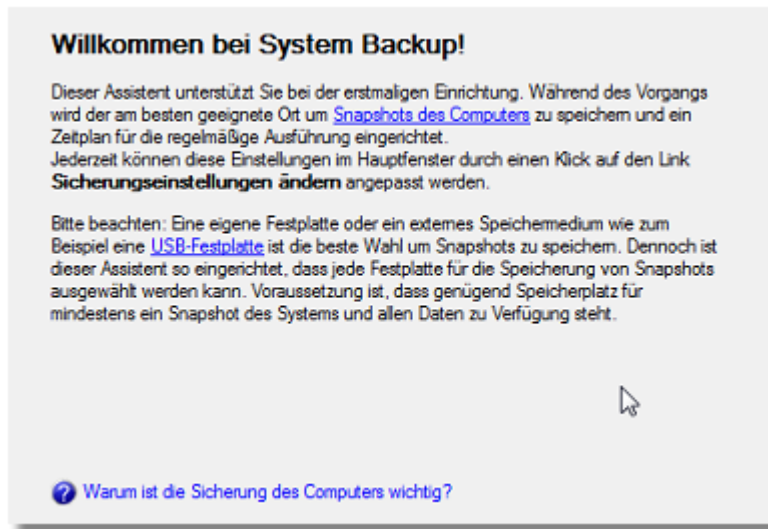 Willkommen bei System Backup!
Dieser Assistent unterstützt Sie bei der erstmaligen Einrichtung. Während des Vorgangs
wird der am besten geeignete Ort um Snapshots des Computers zu speichern und ein
Zeitplan für die regelmäßige Ausführung eingerichtet.
Jederzeit können diese Einstellungen im Hauptfenster durch einen Klick auf den Link
Sicherungseinstellungen ändern angepasst werden.
Bitte beachten: Eine eigene Festplatte oder ein externes Speichermedium wie zum
Beispiel eine USB-Festplatte ist die beste Wahl um Snapshots zu speichern. Dennoch ist
dieser Assistent so eingerichtet, dass jede Festplatte für die Speicherung von Snapshots
ausgewählt werden kann. Voraussetzung ist, dass genügend Speicherplatz für
mindestens ein Snapshot des Systems und allen Daten zu Verfügung steht.
Warum ist die Sicherung des Computers wichtig?